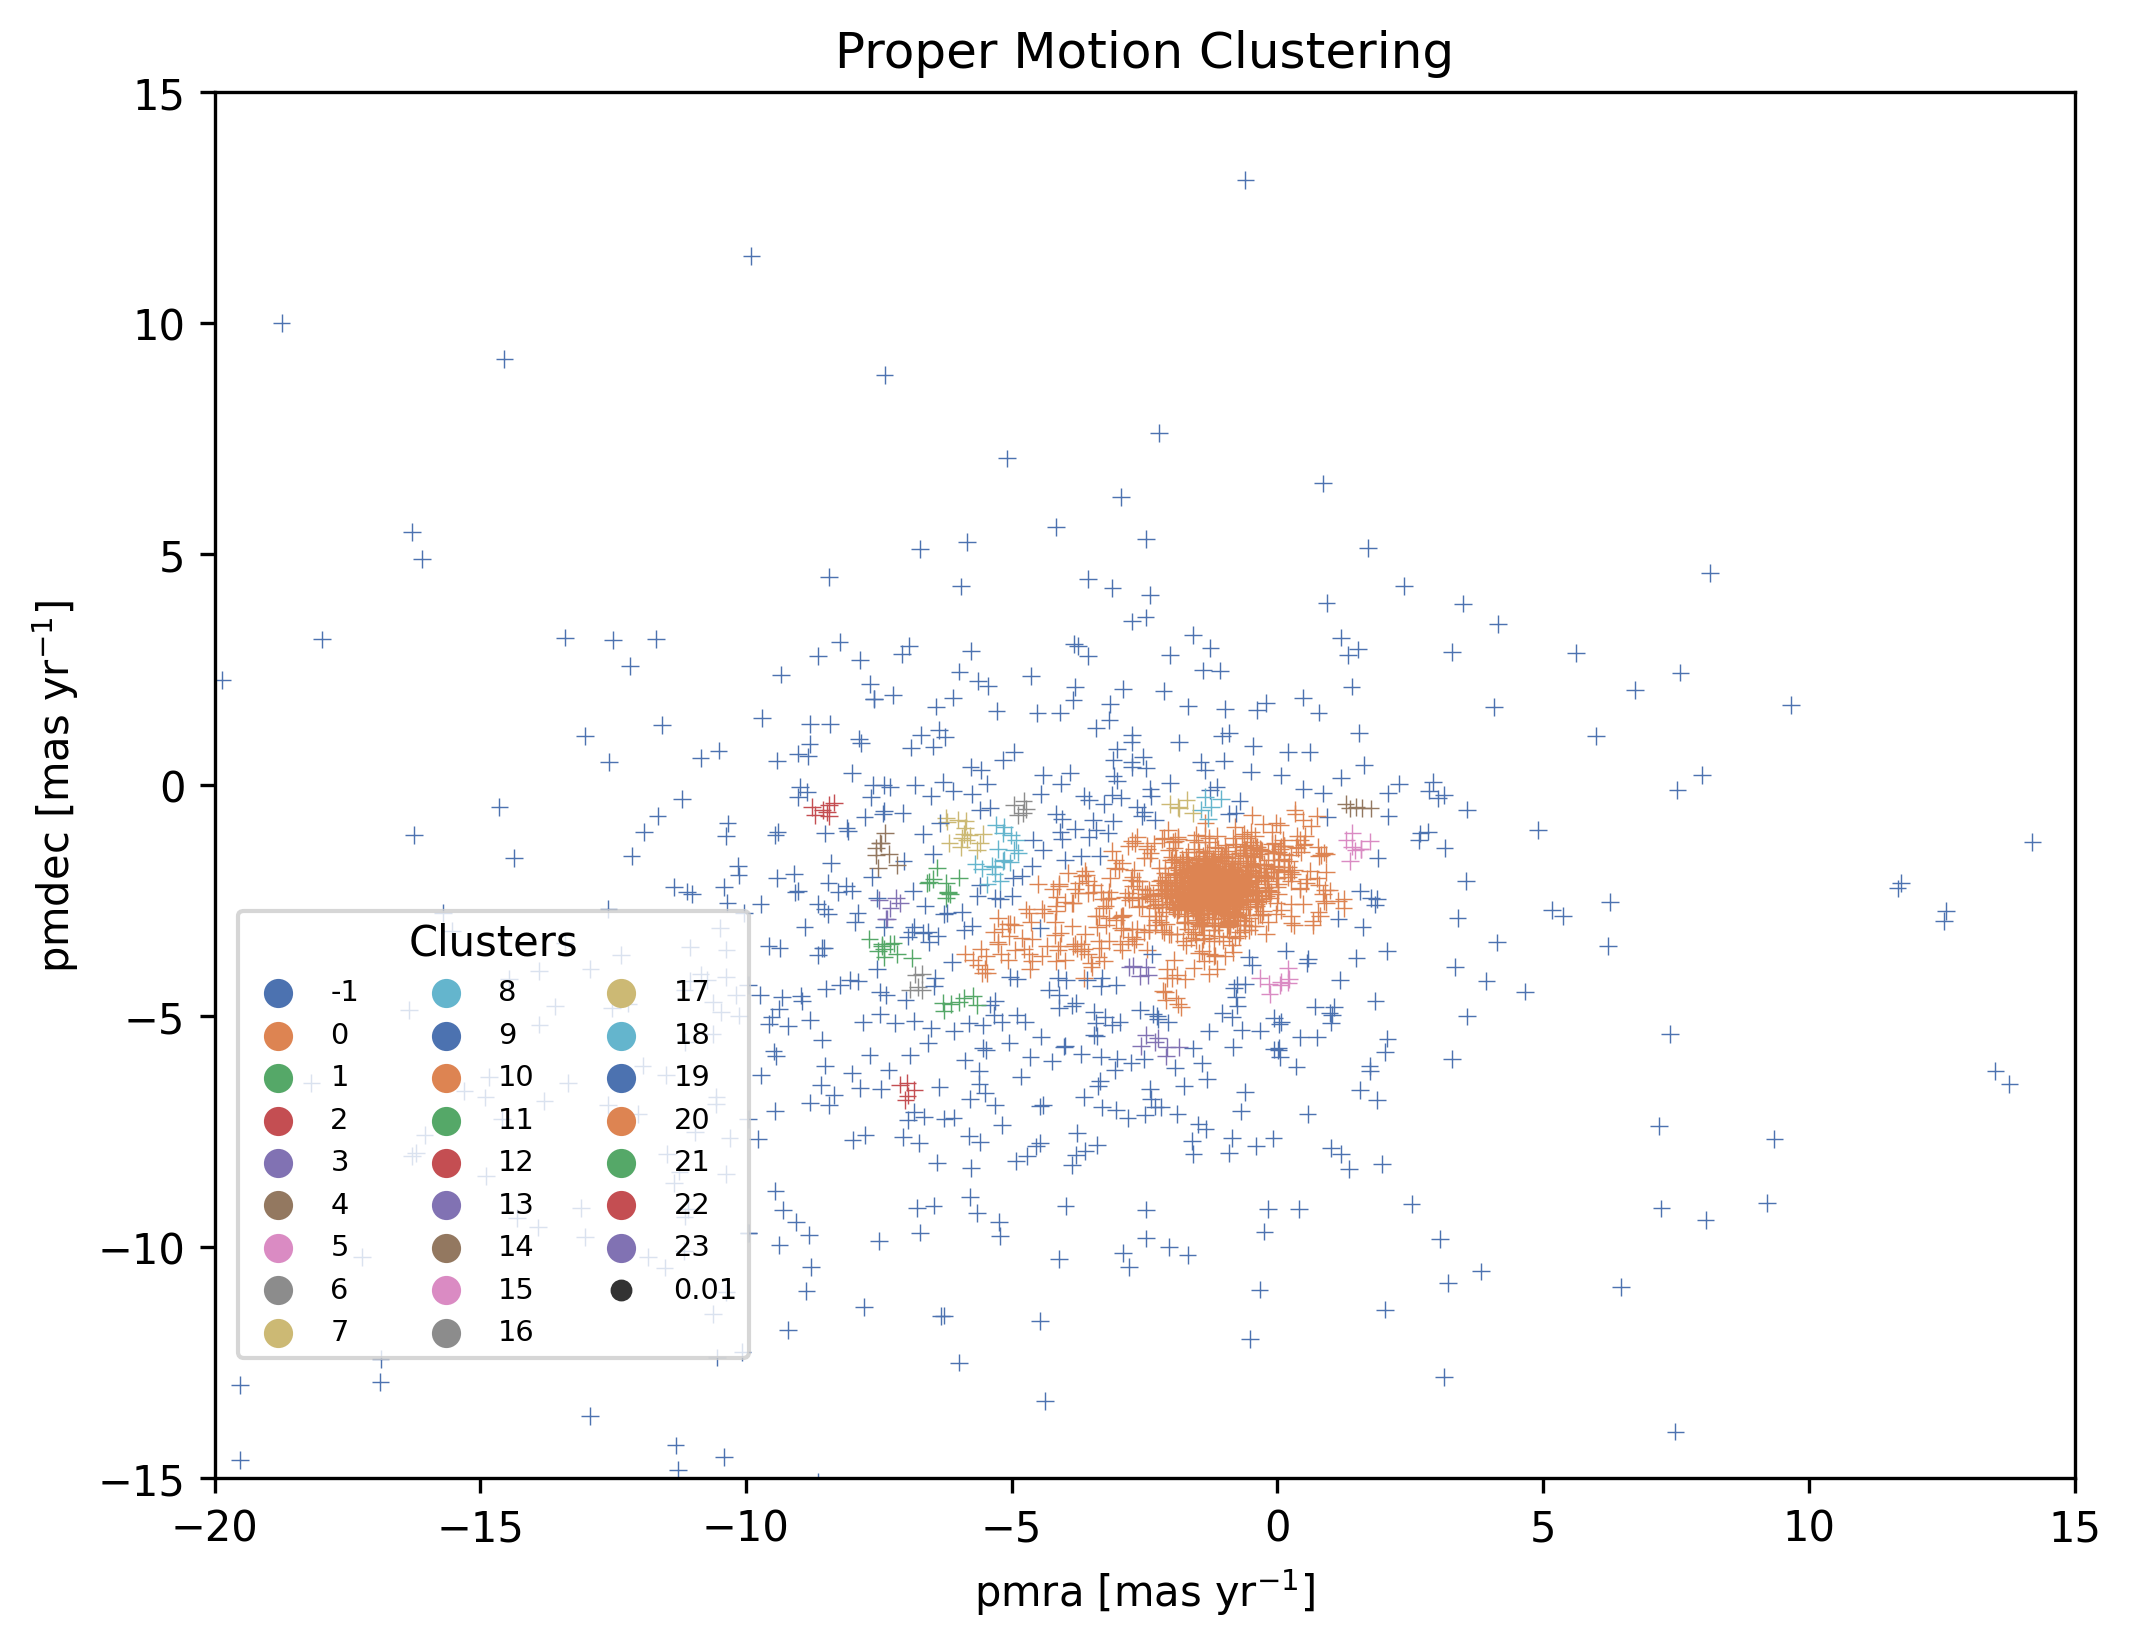 Proper Motion Clustering
15
10
5
0
−5
−10
−15
pmdec [mas yr⁻¹]
Clusters
-1 8 17
0 9 18
1 10 19
2 11 20
3 12 21
4 13 22
5 14 23
6 15 0.01
7 16
−20 −15 −10 −5 0 5 10 15
pmra [mas yr⁻¹]